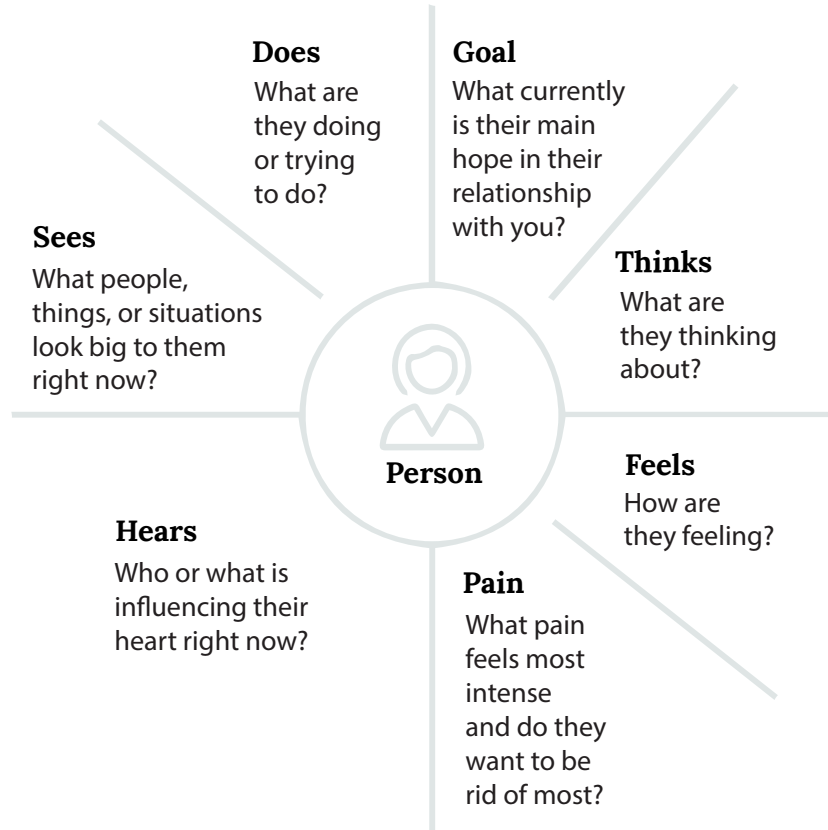 Does
What are
they doing
or trying
to do?
Goal
What currently
is their main
hope in their
relationship
with you?
Thinks
What are
they thinking
about?
Feels
How are
they feeling?
Pain
What pain
feels most
intense
and do they
want to be
rid of most?
Hears
Who or what is
influencing their
heart right now?
Sees
What people,
things, or situations
look big to them
right now?
Person